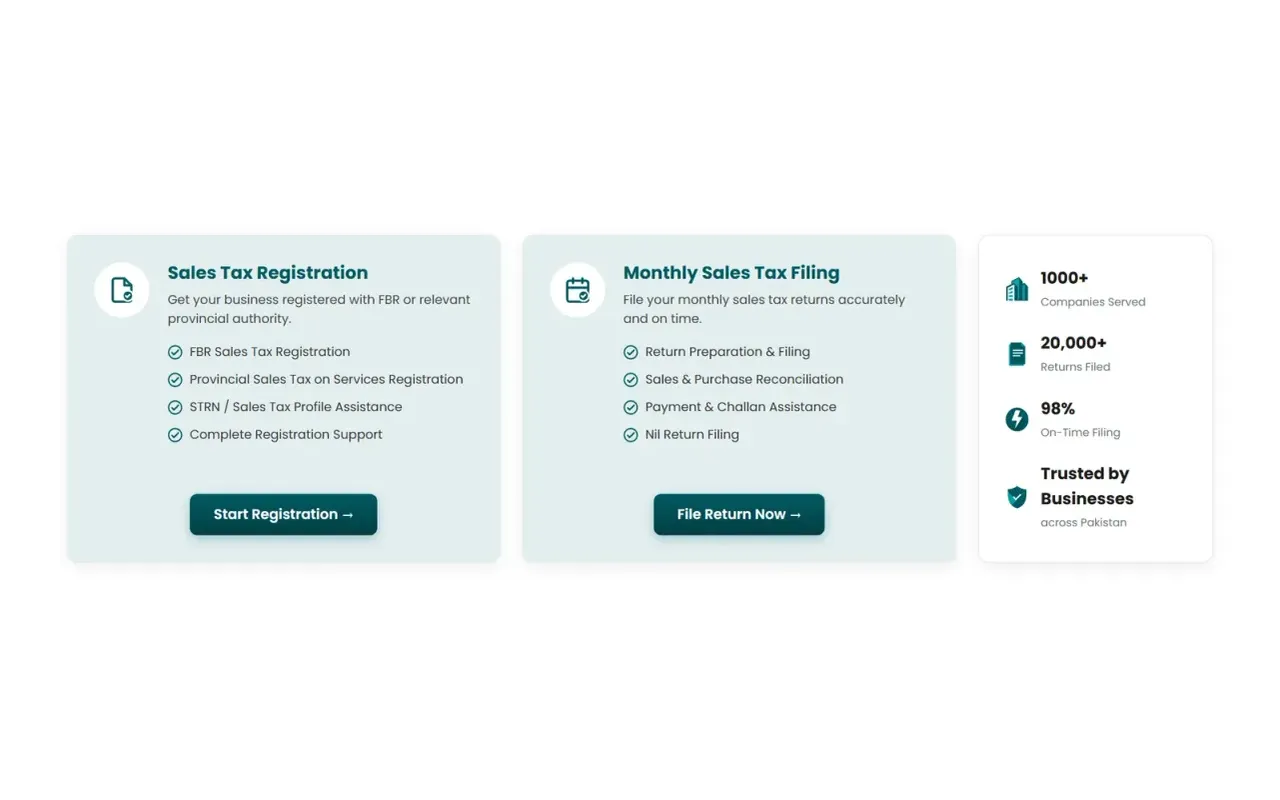 Sales Tax Registration
Get your business registered with FBR or relevant
provincial authority.
FBR Sales Tax Registration
Provincial Sales Tax on Services Registration
STRN / Sales Tax Profile Assistance
Complete Registration Support
Start Registration →
Monthly Sales Tax Filing
File your monthly sales tax returns accurately
and on time.
Return Preparation & Filing
Sales & Purchase Reconciliation
Payment & Challan Assistance
Nil Return Filing
File Return Now →
1000+
Companies Served
20,000+
Returns Filed
98%
On-Time Filing
Trusted by
Businesses
across Pakistan